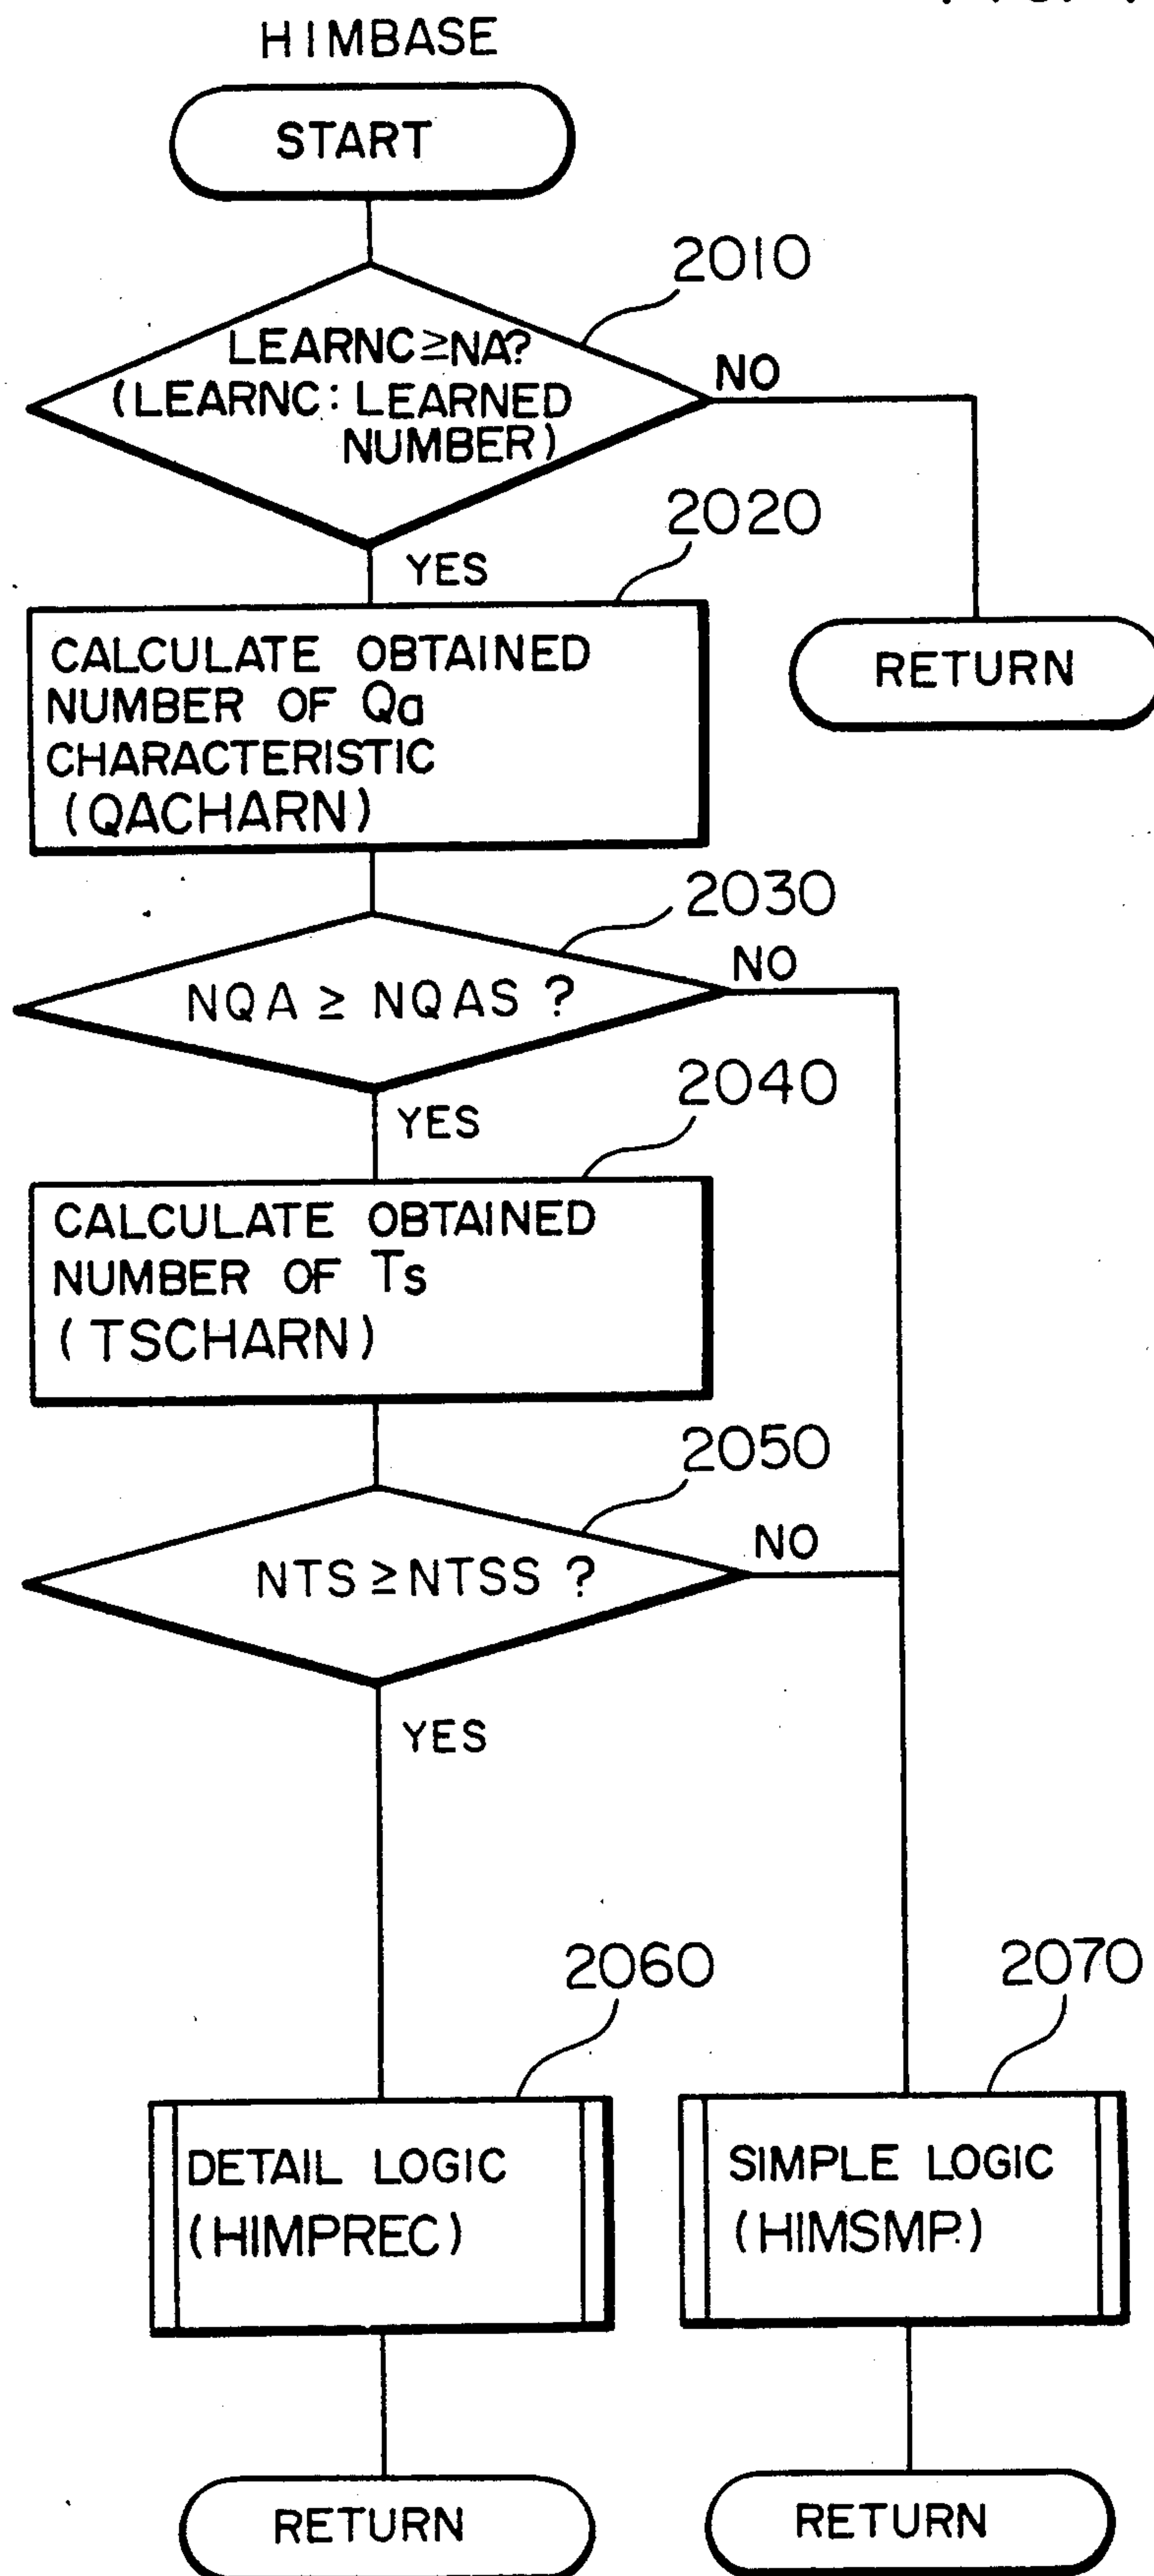 HIMBASE
START
2010
LEARNC≥NA?
(LEARNC: LEARNED
NUMBER)
NO
2020
YES
CALCULATE OBTAINED
NUMBER OF Qa
CHARACTERISTIC
(QACHARN)
RETURN
2030
NO
NQA ≥ NQAS ?
2040
YES
CALCULATE OBTAINED
NUMBER OF Ts
(TSCHARN)
2050
NO
NTS ≥ NTSS ?
YES
2060
2070
DETAIL LOGIC
(HIMPREC)
SIMPLE LOGIC
(HIMSMP.)
RETURN
RETURN